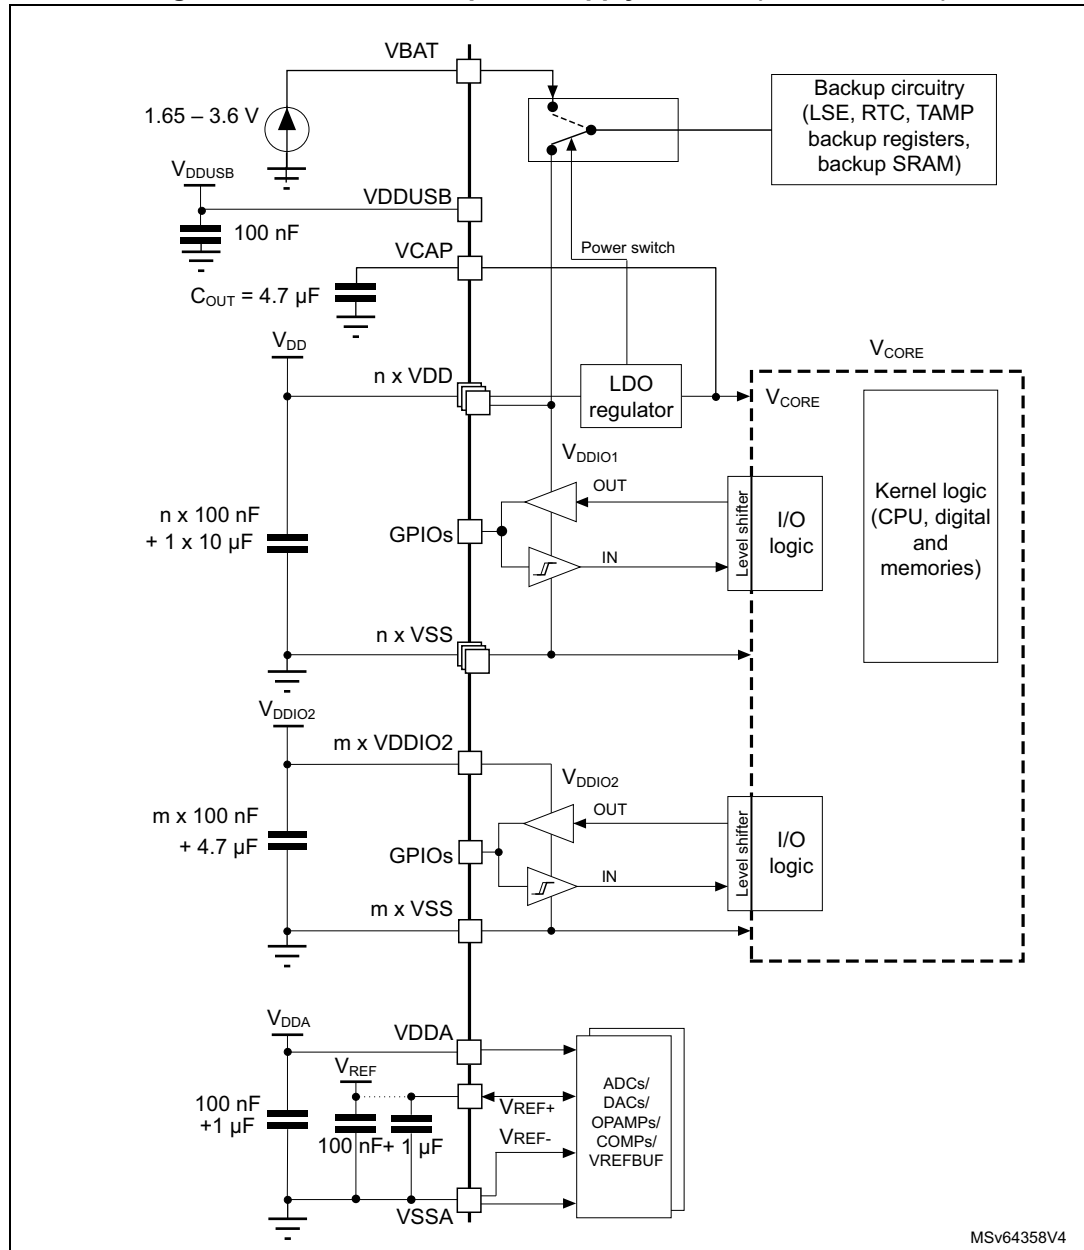 VBAT
1.65 – 3.6 V
Backup circuitry
(LSE, RTC, TAMP
backup registers,
backup SRAM)
VDDUSB
VDDUSB
100 nF
Power switch
VCAP
COUT = 4.7 µF
VDD
n x VDD
LDO
regulator
VCORE
VCORE
VDDIO1
OUT
n x 100 nF
+ 1 x 10 µF
GPIOs
IN
Level shifter
I/O
logic
Kernel logic
(CPU, digital
and
memories)
n x VSS
VDDIO2
m x VDDIO2
VDDIO2
OUT
m x 100 nF
+ 4.7 µF
GPIOs
IN
Level shifter
I/O
logic
m x VSS
VDDA
VDDA
VREF
100 nF
+1 µF
100 nF+ 1 µF
VREF+
VREF-
ADCs/
DACs/
OPAMPs/
COMPs/
VREFBUF
VSSA
MSv64358V4